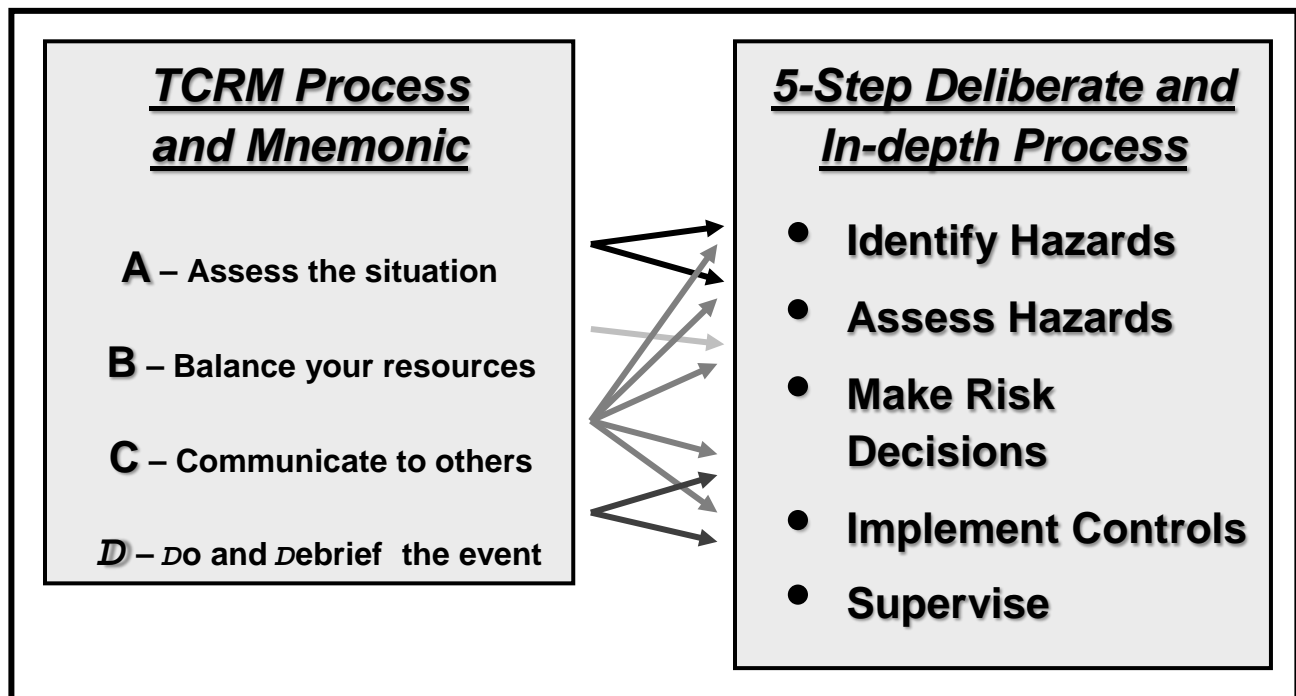 TCRM Process
and Mnemonic
A – Assess the situation
B – Balance your resources
C – Communicate to others
D – Do and Debrief the event
5-Step Deliberate and
In-depth Process
• Identify Hazards
• Assess Hazards
• Make Risk
Decisions
• Implement Controls
• Supervise